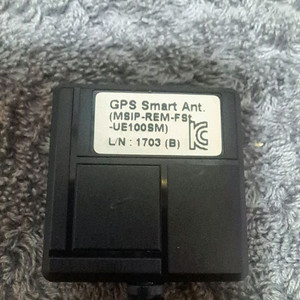 GPS Smart Ant.
(MSIP-REM-FSt
-UE100SM)
L/N : 1703 (B)